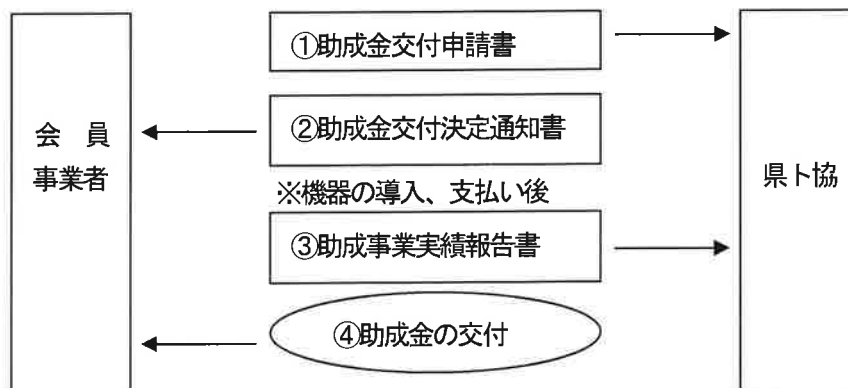 ①助成金交付申請書
②助成金交付決定通知書
会　員
事業者
県ト協
※機器の導入、支払い後
③助成事業実績報告書
④助成金の交付